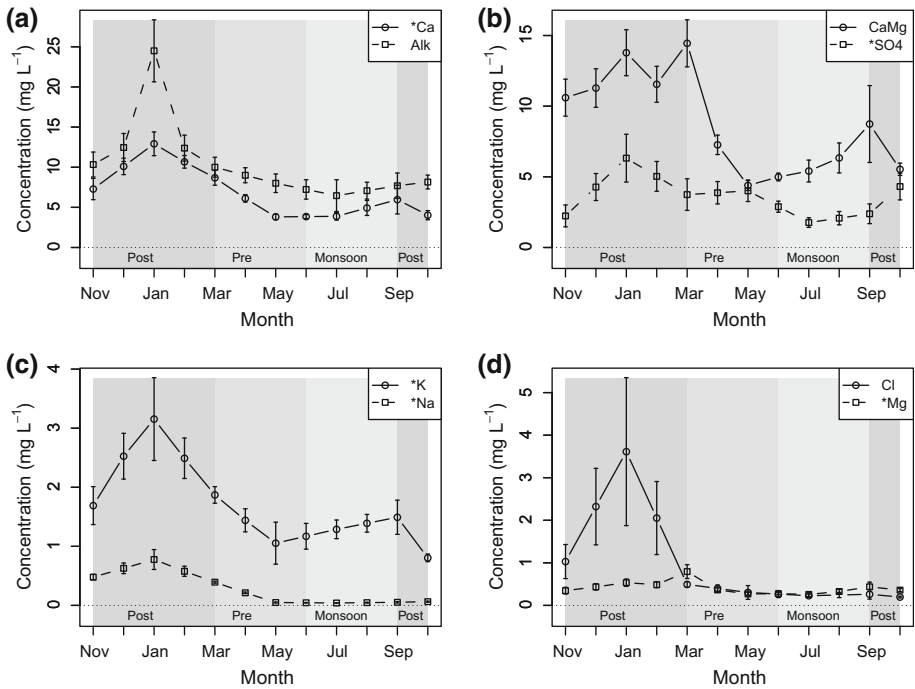 (a)
Concentration (mg L⁻¹)
25
20
15
10
5
0
*Ca
Alk
Post
Pre
Monsoon
Post
Nov Jan Mar May Jul Sep
Month
(b)
Concentration (mg L⁻¹)
15
10
5
0
CaMg
*SO4
Post
Pre
Monsoon
Post
Nov Jan Mar May Jul Sep
Month
(c)
Concentration (mg L⁻¹)
4
3
2
1
0
*K
*Na
Post
Pre
Monsoon
Post
Nov Jan Mar May Jul Sep
Month
(d)
Concentration (mg L⁻¹)
5
4
3
2
1
0
Cl
*Mg
Post
Pre
Monsoon
Post
Nov Jan Mar May Jul Sep
Month